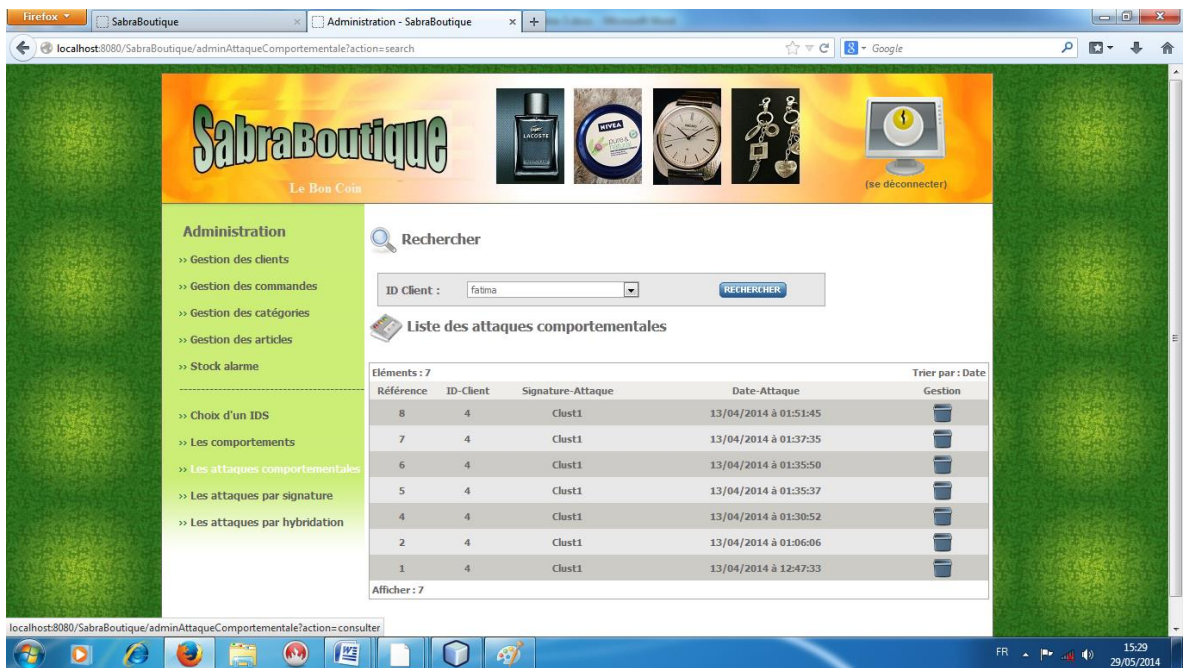 Firefox
SabraBoutique
Administration - SabraBoutique
localhost:8080/SabraBoutique/adminAttaqueComportementale?action=search
Google
SabraBoutique
Le Bon Coin
LACOSTE
NIVEA
pure & natural
(se déconnecter)
Administration
›› Gestion des clients
›› Gestion des commandes
›› Gestion des catégories
›› Gestion des articles
›› Stock alarme
›› Choix d'un IDS
›› Les comportements
›› Les attaques comportementales
›› Les attaques par signature
›› Les attaques par hybridation
Rechercher
ID Client : fatima RECHERCHER
Liste des attaques comportementales
Eléments : 7 Trier par : Date
Référence ID-Client Signature-Attaque Date-Attaque Gestion
8 4 Clust1 13/04/2014 à 01:51:45
7 4 Clust1 13/04/2014 à 01:37:35
6 4 Clust1 13/04/2014 à 01:35:50
5 4 Clust1 13/04/2014 à 01:35:37
4 4 Clust1 13/04/2014 à 01:30:52
2 4 Clust1 13/04/2014 à 01:06:06
1 4 Clust1 13/04/2014 à 12:47:33
Afficher : 7
localhost:8080/SabraBoutique/adminAttaqueComportementale?action=consulter
FR
15:29
29/05/2014